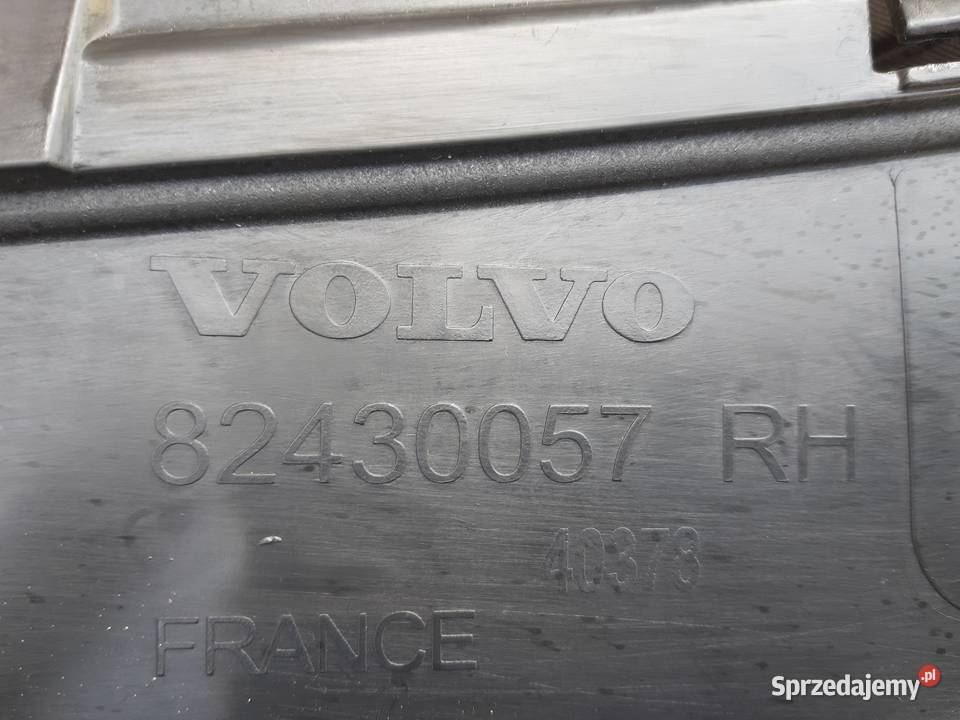 VOLVO
82430057 RH
40378
FRANCE
Sprzedajemy.pl